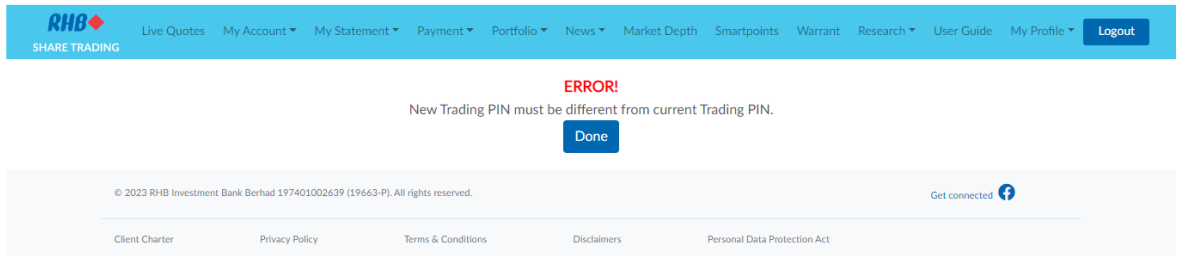 RHB
SHARE TRADING
Live Quotes My Account My Statement Payment Portfolio News Market Depth Smartpoints Warrant Research User Guide My Profile Logout
ERROR!
New Trading PIN must be different from current Trading PIN.
Done
© 2023 RHB Investment Bank Berhad 197401002639 (19663-P). All rights reserved.
Get connected
Client Charter Privacy Policy Terms & Conditions Disclaimers Personal Data Protection Act